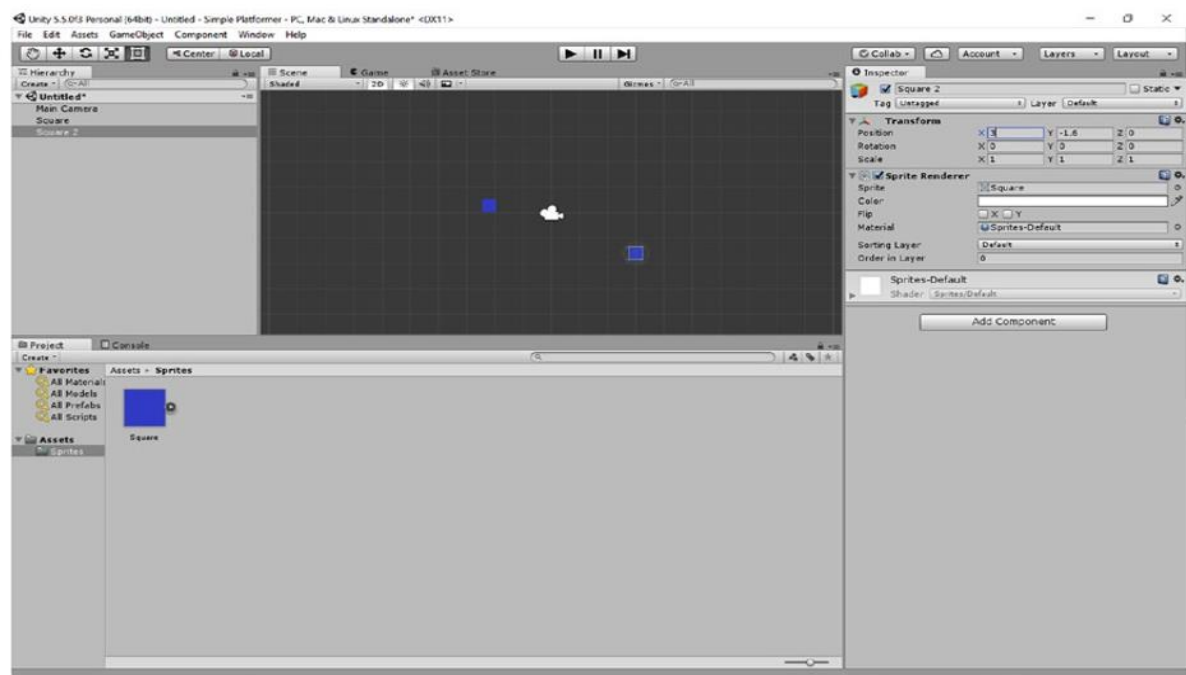 Unity 5.5.0f3 Personal (64bit) - Untitled - Simple Platformer - PC, Mac & Linux Standalone* <DX11>
File Edit Assets GameObject Component Window Help
Center Local Collab Account Layers Layout
Hierarchy
Create All
Untitled*
Main Camera
Square
Square 2
Scene Game Asset Store
Shaded 2D Gizmos All
Inspector
Square 2 Static
Tag Untagged Layer Default
Transform
Position X 3 Y -1.6 Z 0
Rotation X 0 Y 0 Z 0
Scale X 1 Y 1 Z 1
Sprite Renderer
Sprite Square
Color
Flip X Y
Material Sprites-Default
Sorting Layer Default
Order in Layer 0
Sprites-Default
Shader Sprites/Default
Add Component
Project Console
Create
Favorites
All Materials
All Models
All Prefabs
All Scripts
Assets
Sprites
Assets Sprites
Square